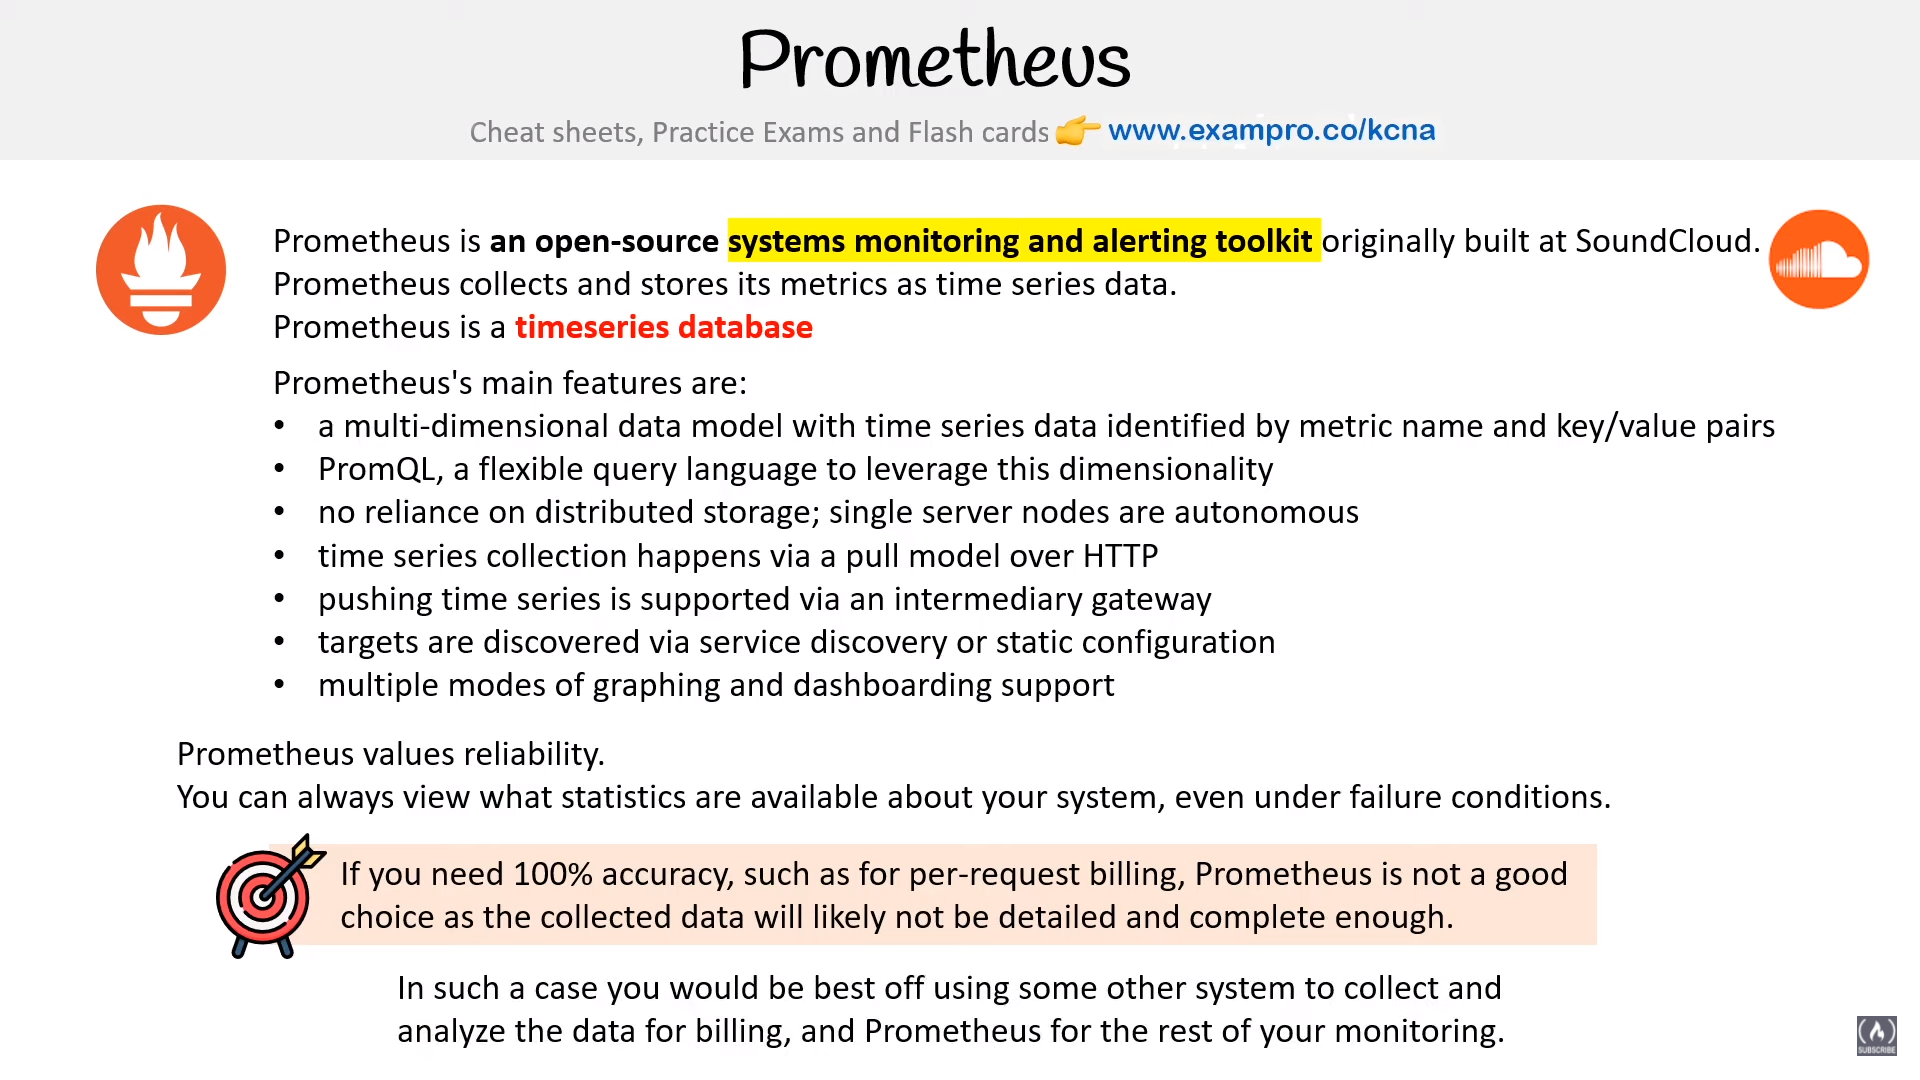 Prometheus
Cheat sheets, Practice Exams and Flash cards 👉 www.exampro.co/kcna
Prometheus is an open-source systems monitoring and alerting toolkit originally built at SoundCloud.
Prometheus collects and stores its metrics as time series data.
Prometheus is a timeseries database
Prometheus's main features are:
• a multi-dimensional data model with time series data identified by metric name and key/value pairs
• PromQL, a flexible query language to leverage this dimensionality
• no reliance on distributed storage; single server nodes are autonomous
• time series collection happens via a pull model over HTTP
• pushing time series is supported via an intermediary gateway
• targets are discovered via service discovery or static configuration
• multiple modes of graphing and dashboarding support
Prometheus values reliability.
You can always view what statistics are available about your system, even under failure conditions.
If you need 100% accuracy, such as for per-request billing, Prometheus is not a good
choice as the collected data will likely not be detailed and complete enough.
In such a case you would be best off using some other system to collect and
analyze the data for billing, and Prometheus for the rest of your monitoring.
SUBSCRIBE